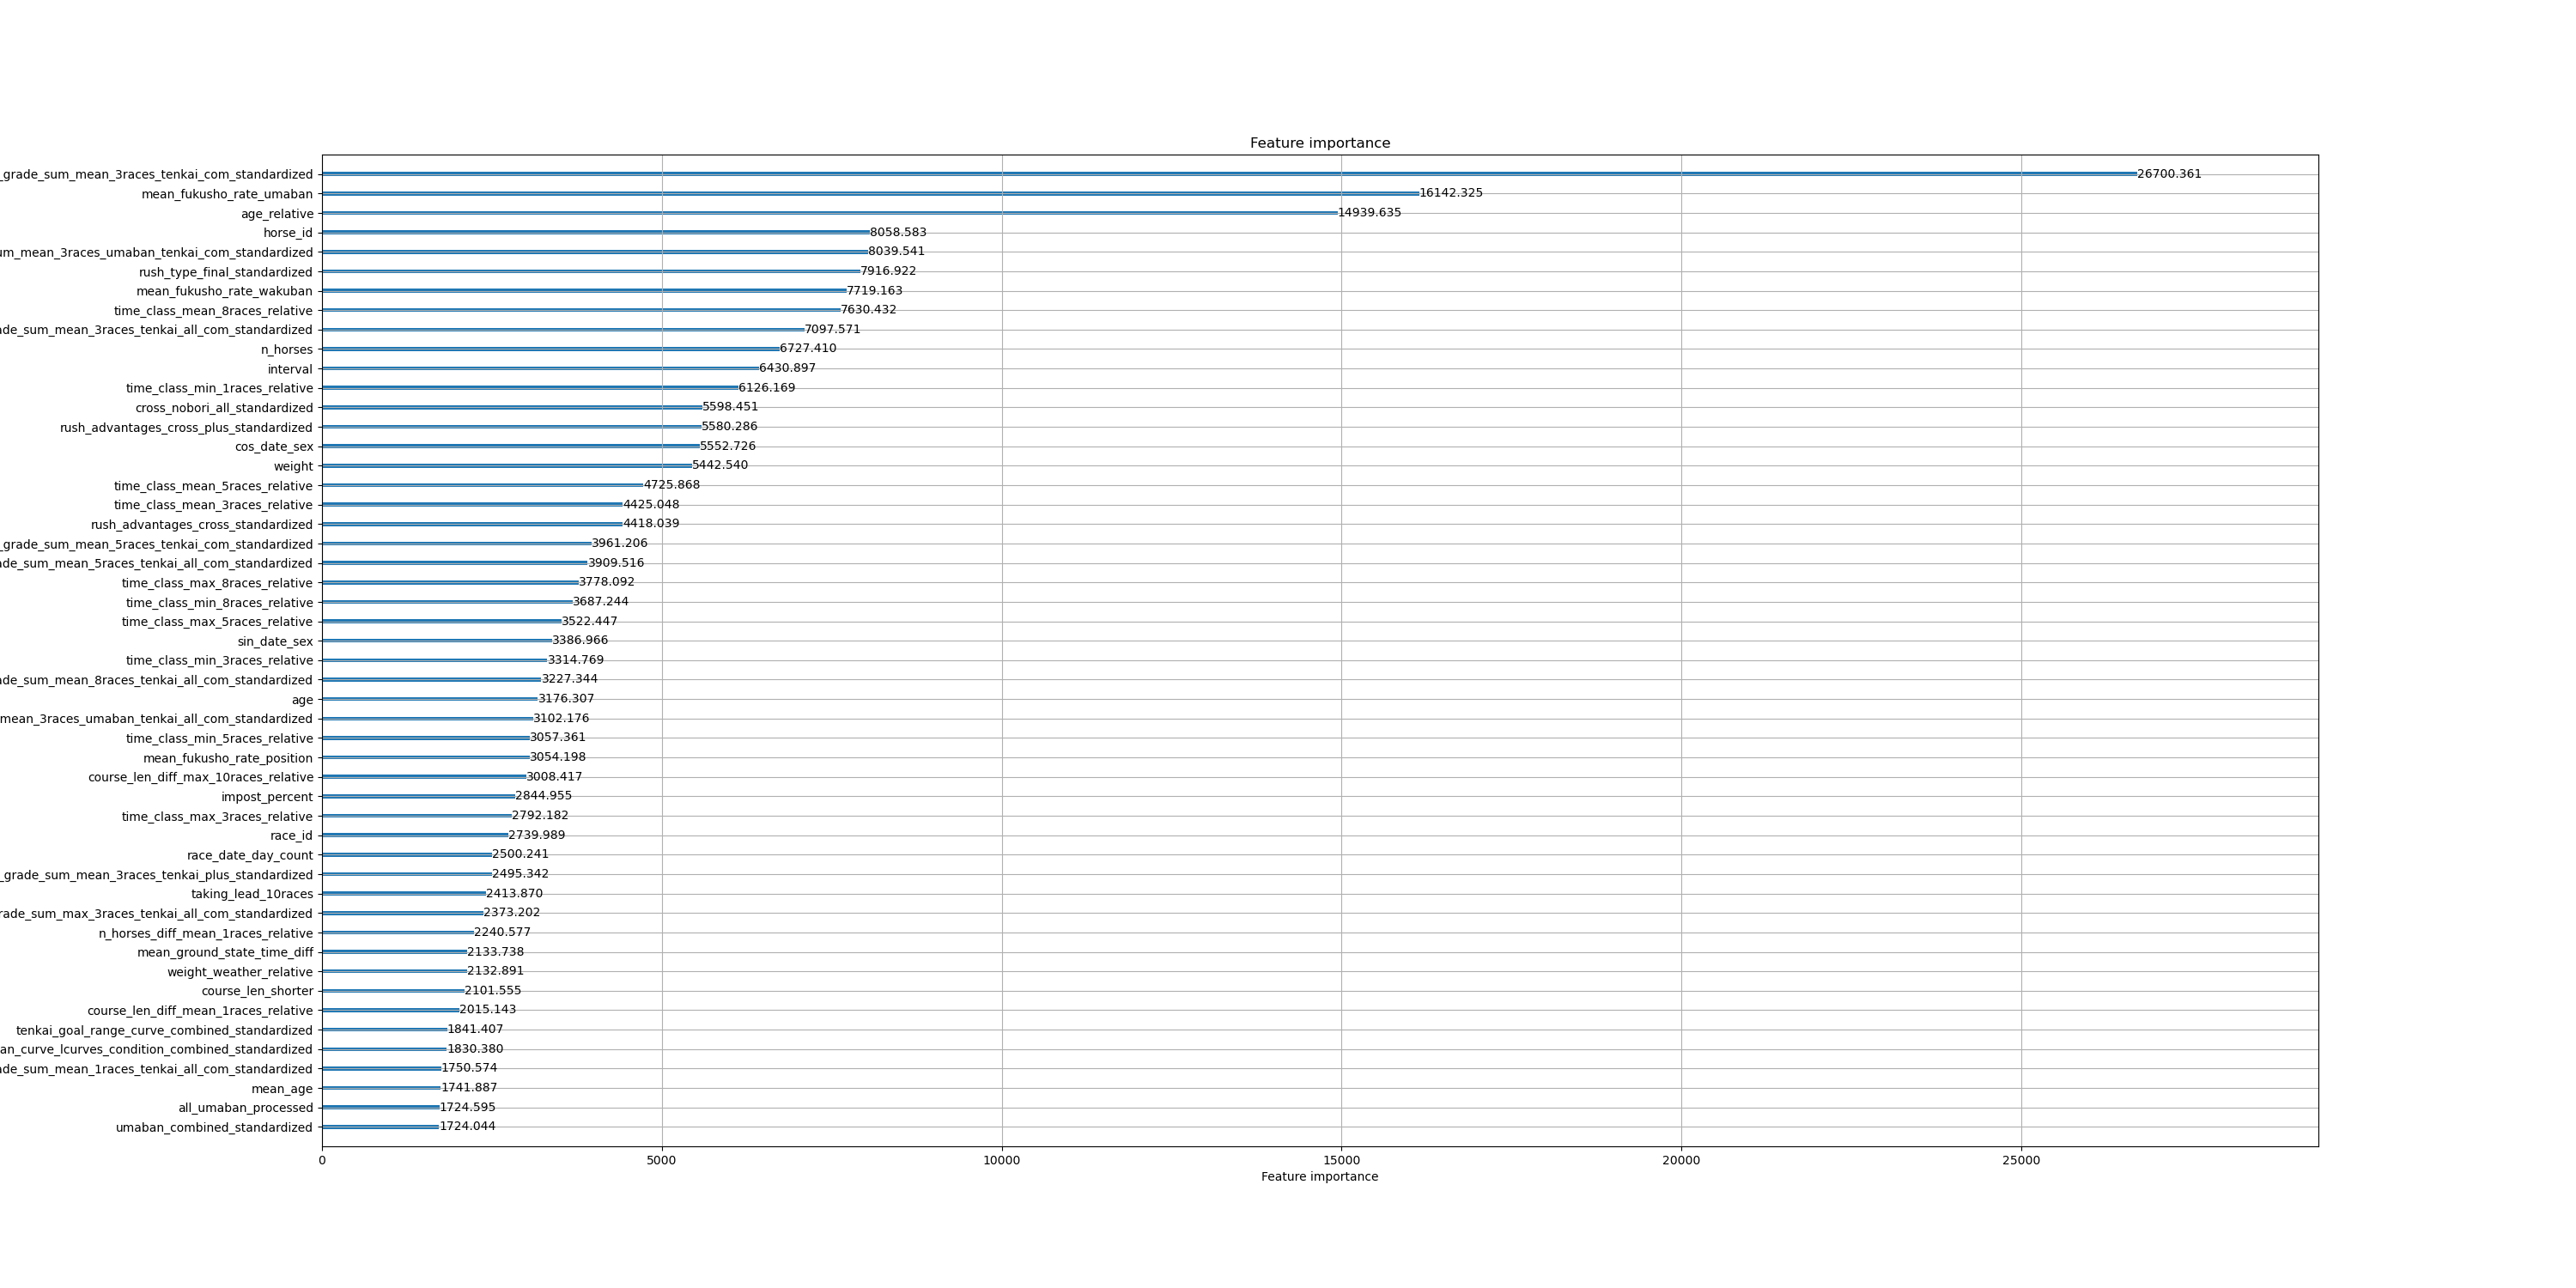 Feature importance
_grade_sum_mean_3races_tenkai_com_standardized 26700.361
mean_fukusho_rate_umaban 16142.325
age_relative 14939.635
horse_id 8058.583
um_mean_3races_umaban_tenkai_com_standardized 8039.541
rush_type_final_standardized 7916.922
mean_fukusho_rate_wakuban 7719.163
time_class_mean_8races_relative 7630.432
ade_sum_mean_3races_tenkai_all_com_standardized 7097.571
n_horses 6727.410
interval 6430.897
time_class_min_1races_relative 6126.169
cross_nobori_all_standardized 5598.451
rush_advantages_cross_plus_standardized 5580.286
cos_date_sex 5552.726
weight 5442.540
time_class_mean_5races_relative 4725.868
time_class_mean_3races_relative 4425.048
rush_advantages_cross_standardized 4418.039
_grade_sum_mean_5races_tenkai_com_standardized 3961.206
ade_sum_mean_5races_tenkai_all_com_standardized 3909.516
time_class_max_8races_relative 3778.092
time_class_min_8races_relative 3687.244
time_class_max_5races_relative 3522.447
sin_date_sex 3386.966
time_class_min_3races_relative 3314.769
ade_sum_mean_8races_tenkai_all_com_standardized 3227.344
age 3176.307
mean_3races_umaban_tenkai_all_com_standardized 3102.176
time_class_min_5races_relative 3057.361
mean_fukusho_rate_position 3054.198
course_len_diff_max_10races_relative 3008.417
impost_percent 2844.955
time_class_max_3races_relative 2792.182
race_id 2739.989
race_date_day_count 2500.241
_grade_sum_mean_3races_tenkai_plus_standardized 2495.342
taking_lead_10races 2413.870
rade_sum_max_3races_tenkai_all_com_standardized 2373.202
n_horses_diff_mean_1races_relative 2240.577
mean_ground_state_time_diff 2133.738
weight_weather_relative 2132.891
course_len_shorter 2101.555
course_len_diff_mean_1races_relative 2015.143
tenkai_goal_range_curve_combined_standardized 1841.407
an_curve_lcurves_condition_combined_standardized 1830.380
ade_sum_mean_1races_tenkai_all_com_standardized 1750.574
mean_age 1741.887
all_umaban_processed 1724.595
umaban_combined_standardized 1724.044
0 5000 10000 15000 20000 25000
Feature importance